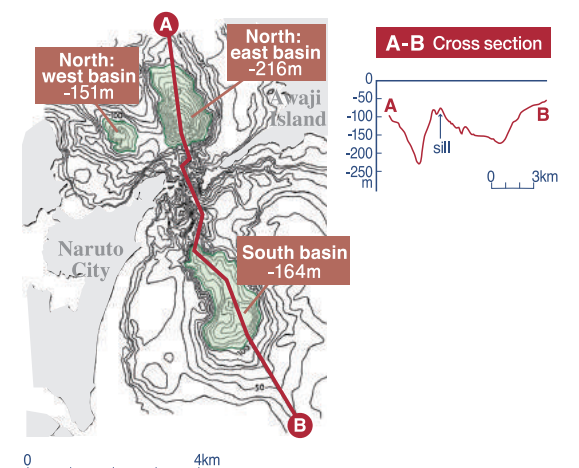 A
North:
west basin
-151m
North:
east basin
-216m
Awaji
Island
Naruto
City
South basin
-164m
50
B
0
4km
A-B Cross section
0
-50
-100
-150
-200
-250
m
A
B
sill
0
3km